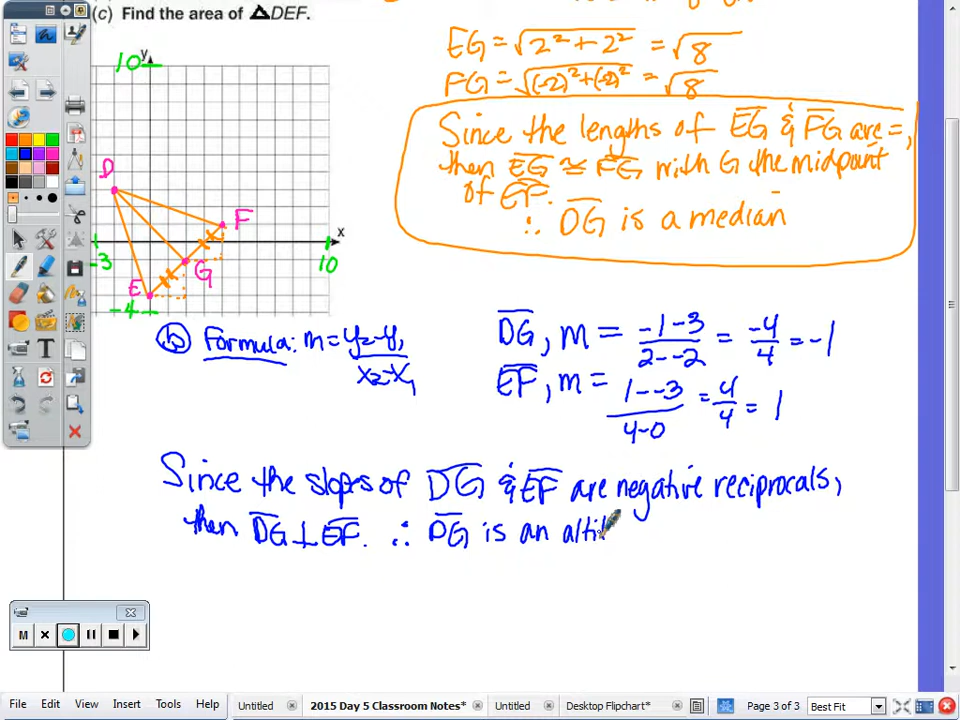 (c) Find the area of △DEF.
EG = √2² + 2² = √8
FG = √(-2)² + (-2)² = √8
Since the lengths of EG & FG are =,
then EG ≅ FG with G the midpoint
of EF.
∴ DG is a median
y
10
D
F
x
-3
10
G
E
-4
(b) Formula: m = y₂-y₁
x₂-x₁
DG, m = -1-3 = -4 = -1
2--2 4
EF, m = 1--3 = 4 = 1
4-0 4
Since the slopes of DG & EF are negative reciprocals,
then DG ⊥ EF. ∴ DG is an alti
M
File Edit View Insert Tools Help Untitled 2015 Day 5 Classroom Notes* Untitled Desktop Flipchart* Page 3 of 3 Best Fit